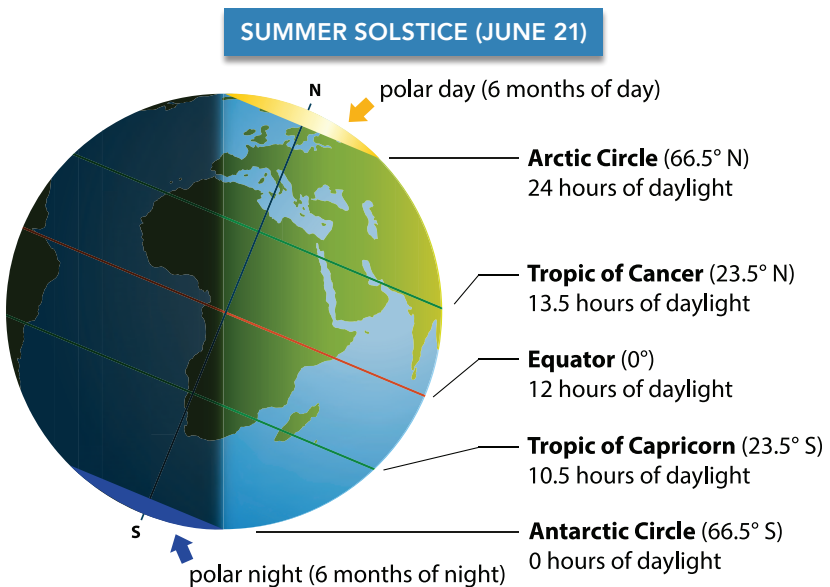 SUMMER SOLSTICE (JUNE 21)
N
polar day (6 months of day)
Arctic Circle (66.5° N)
24 hours of daylight
Tropic of Cancer (23.5° N)
13.5 hours of daylight
Equator (0°)
12 hours of daylight
Tropic of Capricorn (23.5° S)
10.5 hours of daylight
S
Antarctic Circle (66.5° S)
0 hours of daylight
polar night (6 months of night)